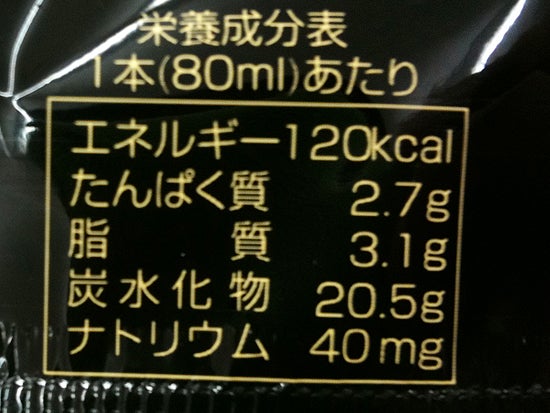 栄養成分表
1本(80ml)あたり
エネルギー120kcal
たんぱく質 2.7g
脂質 3.1g
炭水化物 20.5g
ナトリウム 40mg